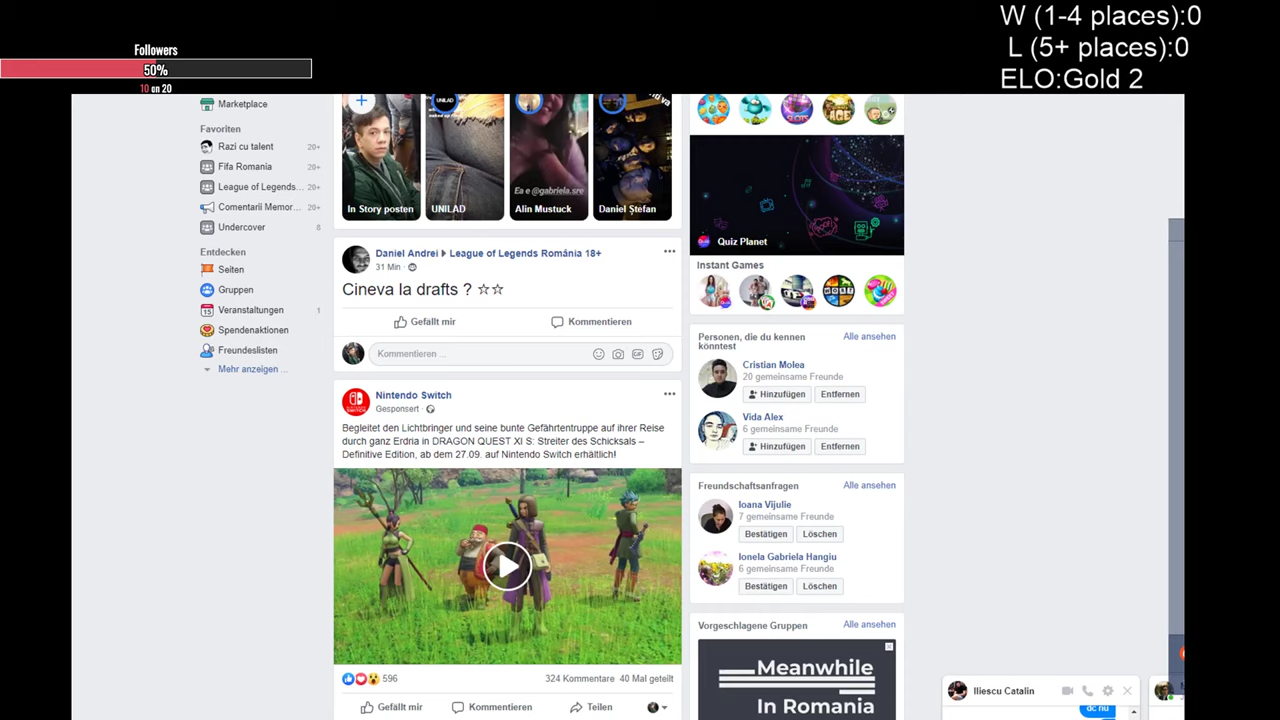 W (1-4 places):0
L (5+ places):0
ELO:Gold 2
Followers
50%
10 on 20
Marketplace
Favoriten
Razi cu talent 20+
Fifa Romania 20+
League of Legends... 20+
Comentarii Memor... 20+
Undercover 8
Entdecken
Seiten
Gruppen
Veranstaltungen 1
Spendenaktionen
Freundeslisten
Mehr anzeigen ...
In Story posten
UNILAD
Ea e @gabriela.sre
Alin Mustuck
Daniel Ştefan
Daniel Andrei League of Legends România 18+
31 Min
Cineva la drafts ? ☆☆
Gefällt mir
Kommentieren
Kommentieren ...
Nintendo Switch
Gesponsert
Begleitet den Lichtbringer und seine bunte Gefährtentruppe auf ihrer Reise
durch ganz Erdria in DRAGON QUEST XI S: Streiter des Schicksals –
Definitive Edition, ab dem 27.09. auf Nintendo Switch erhältlich!
596
324 Kommentare 40 Mal geteilt
Gefällt mir
Kommentieren
Teilen
SLOTS
AGE
Quiz Planet
Instant Games
Personen, die du kennen
könntest
Alle ansehen
Cristian Molea
20 gemeinsame Freunde
Hinzufügen
Entfernen
Vida Alex
6 gemeinsame Freunde
Hinzufügen
Entfernen
Freundschaftsanfragen
Alle ansehen
Ioana Vijulie
7 gemeinsame Freunde
Bestätigen
Löschen
Ionela Gabriela Hangiu
6 gemeinsame Freunde
Bestätigen
Löschen
Vorgeschlagene Gruppen
Alle ansehen
Meanwhile
In Romania
Iliescu Catalin
dc nu